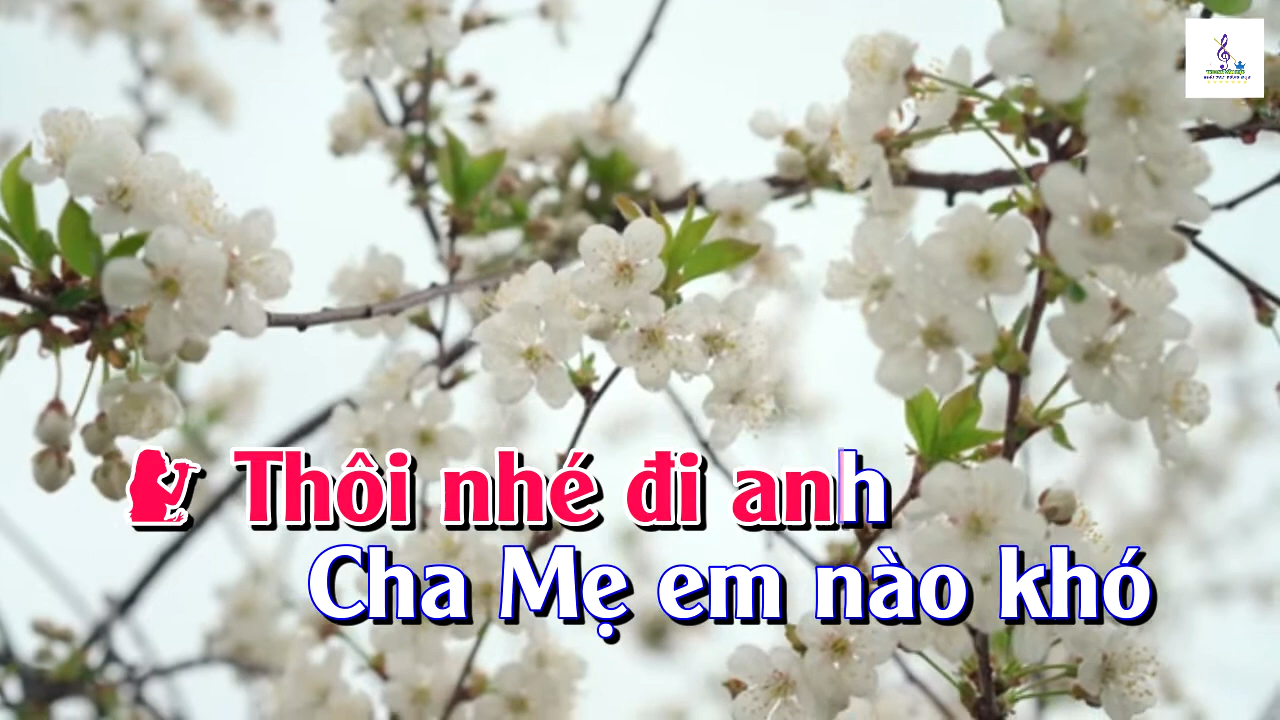 Thôi nhé đi anh
Cha Mẹ em nào khó